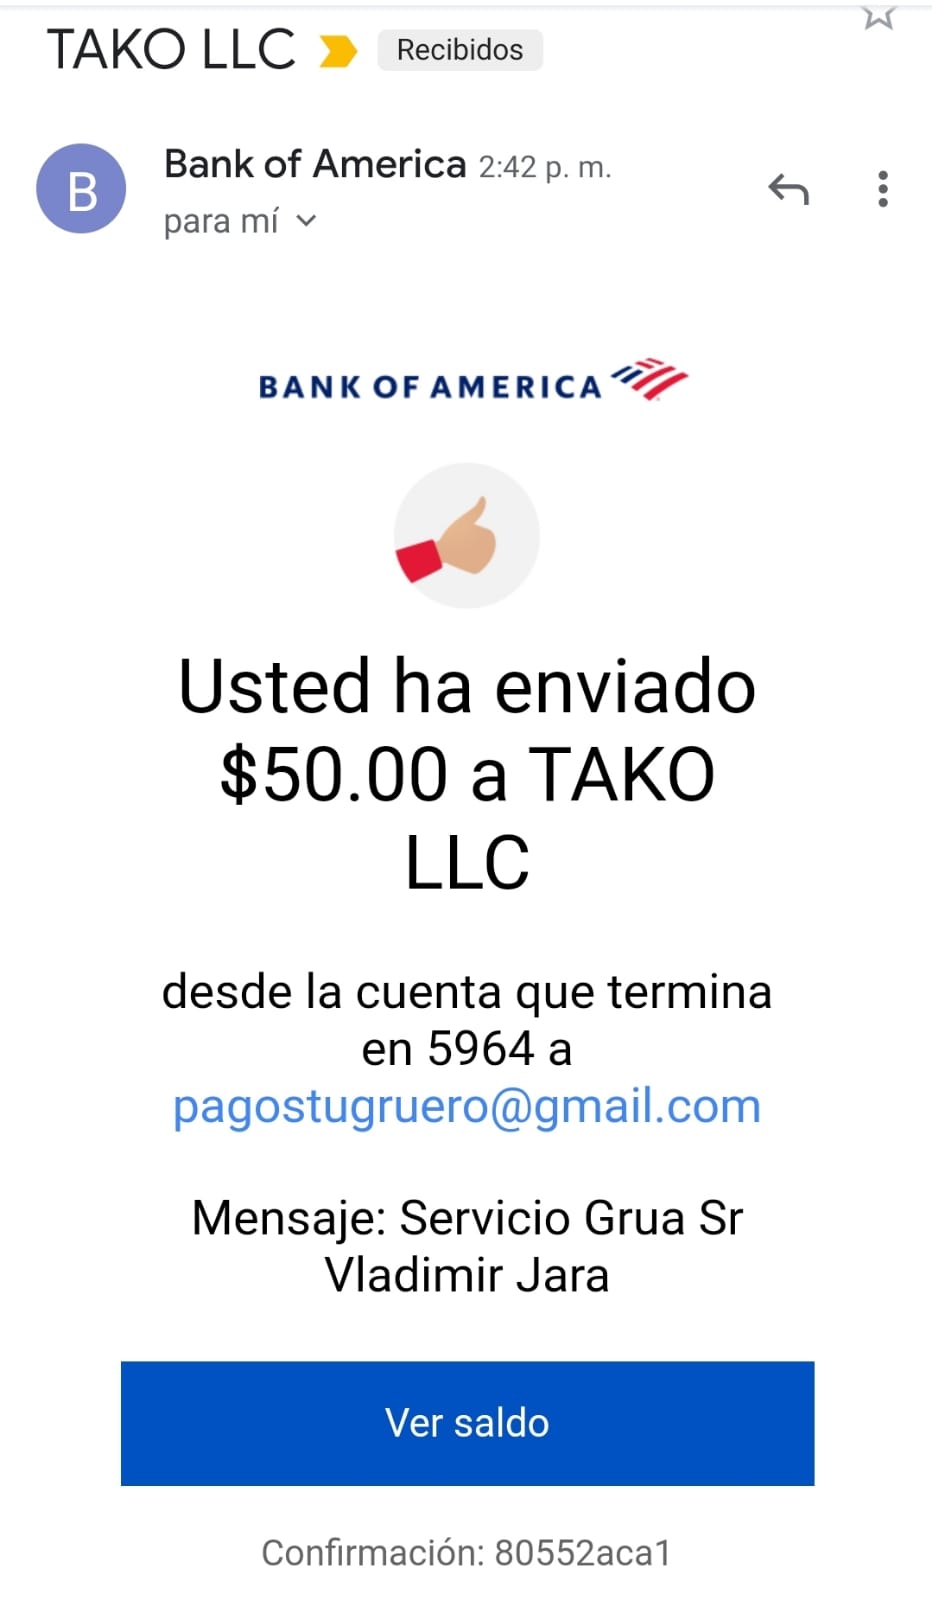 TAKO LLC Recibidos
B
Bank of America 2:42 p. m.
para mí
BANK OF AMERICA
Usted ha enviado
$50.00 a TAKO
LLC
desde la cuenta que termina
en 5964 a
pagostugruero@gmail.com
Mensaje: Servicio Grua Sr
Vladimir Jara
Ver saldo
Confirmación: 80552aca1